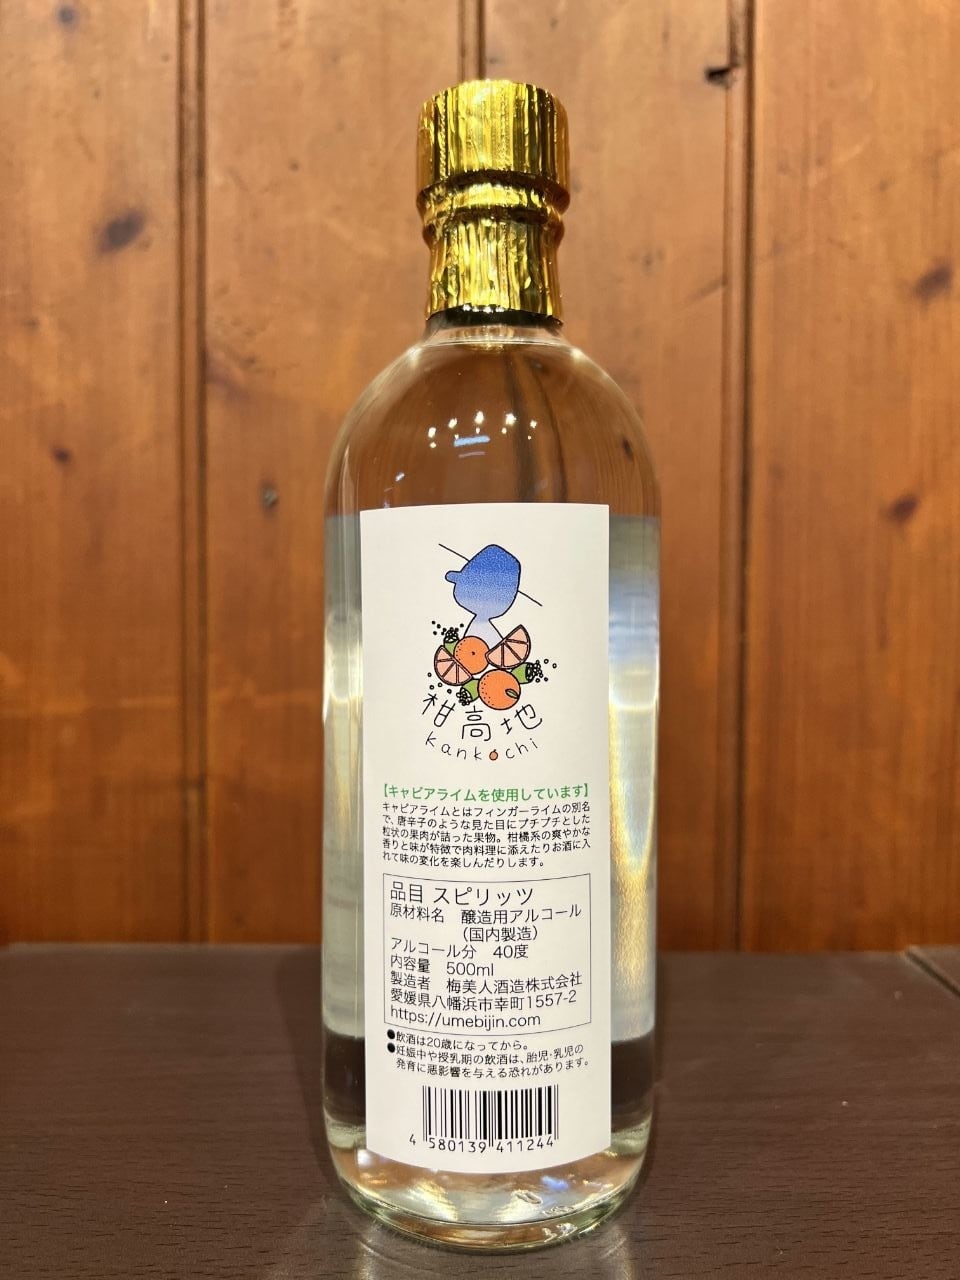 柑高地
kankochi
【キャビアライムを使用しています】
キャビアライムとはフィンガーライムの別名
で、唐辛子のような見た目にプチプチとした
粒状の果肉が詰った果物。柑橘系の爽やかな
香りと味が特徴で肉料理に添えたりお酒に入
れて味の変化を楽しんだりします。
品目 スピリッツ
原材料名 醸造用アルコール
(国内製造)
アルコール分 40度
内容量 500ml
製造者 梅美人酒造株式会社
愛媛県八幡浜市幸町1557-2
https://umebijin.com
●飲酒は20歳になってから。
●妊娠中や授乳期の飲酒は、胎児・乳児の
発育に悪影響を与える恐れがあります。
4 580139 411244